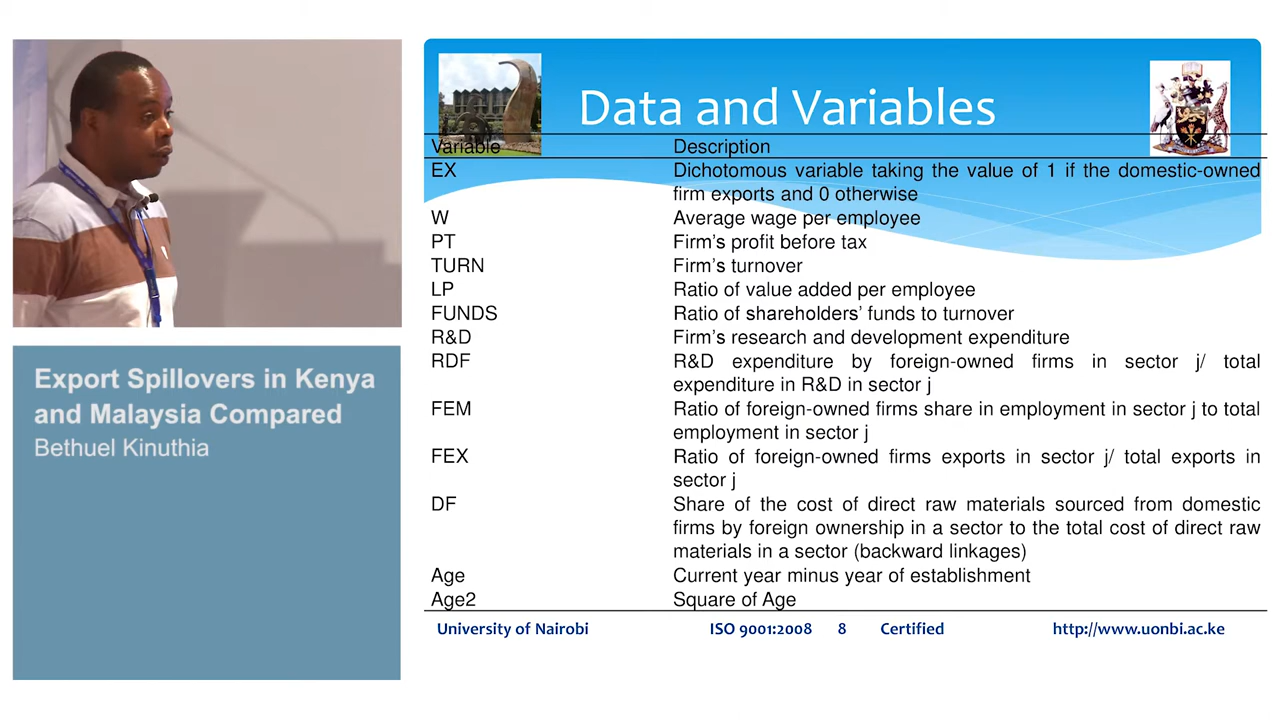 Data and Variables
Variable Description
EX Dichotomous variable taking the value of 1 if the domestic-owned
firm exports and 0 otherwise
W Average wage per employee
PT Firm’s profit before tax
TURN Firm’s turnover
LP Ratio of value added per employee
FUNDS Ratio of shareholders’ funds to turnover
R&D Firm’s research and development expenditure
RDF R&D expenditure by foreign-owned firms in sector j/ total
expenditure in R&D in sector j
FEM Ratio of foreign-owned firms share in employment in sector j to total
employment in sector j
FEX Ratio of foreign-owned firms exports in sector j/ total exports in
sector j
DF Share of the cost of direct raw materials sourced from domestic
firms by foreign ownership in a sector to the total cost of direct raw
materials in a sector (backward linkages)
Age Current year minus year of establishment
Age2 Square of Age
University of Nairobi ISO 9001:2008 8 Certified http://www.uonbi.ac.ke
Export Spillovers in Kenya
and Malaysia Compared
Bethuel Kinuthia